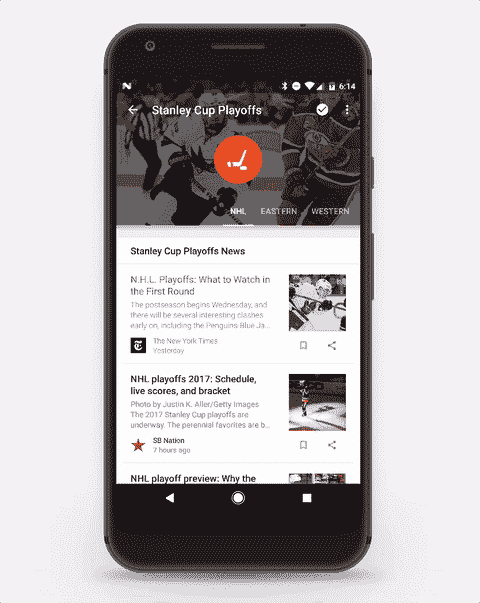 6:14
Stanley Cup Playoffs
NHL EASTERN WESTERN
Stanley Cup Playoffs News
N.H.L. Playoffs: What to Watch in
the First Round
The postseason begins Wednesday, and
there will be several interesting clashes
early on, including the Penguins-Blue Ja...
The New York Times
Yesterday
NHL playoffs 2017: Schedule,
live scores, and bracket
Photo by Justin K. Aller/Getty Images
The 2017 Stanley Cup playoffs are
underway. The perennial favorites are b...
SB Nation
7 hours ago
NHL playoff preview: Why the